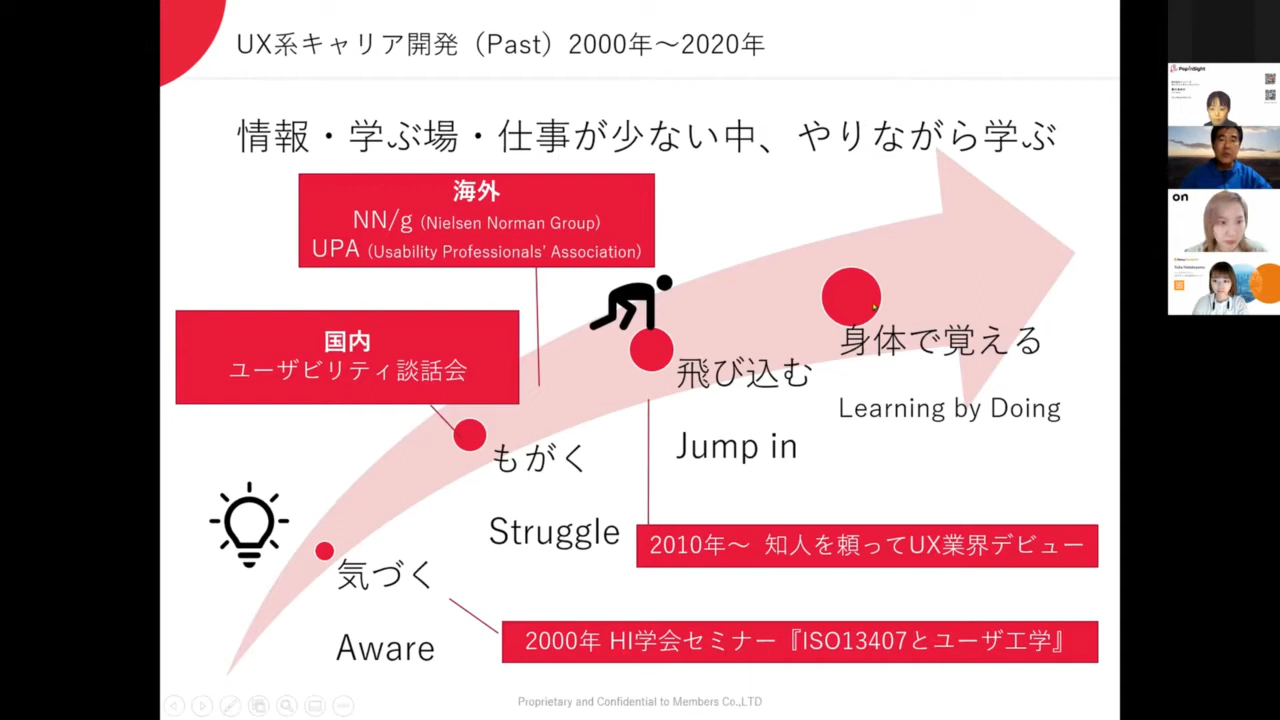 UX系キャリア開発（Past）2000年～2020年
情報・学ぶ場・仕事が少ない中、やりながら学ぶ
海外
NN/g (Nielsen Norman Group)
UPA (Usability Professionals’ Association)
国内
ユーザビリティ談話会
身体で覚える
Learning by Doing
飛び込む
Jump in
もがく
Struggle
2010年～ 知人を頼ってUX業界デビュー
気づく
Aware
2000年 HI学会セミナー『ISO13407とユーザ工学』
Proprietary and Confidential to Members Co.,LTD
PopInSight
on